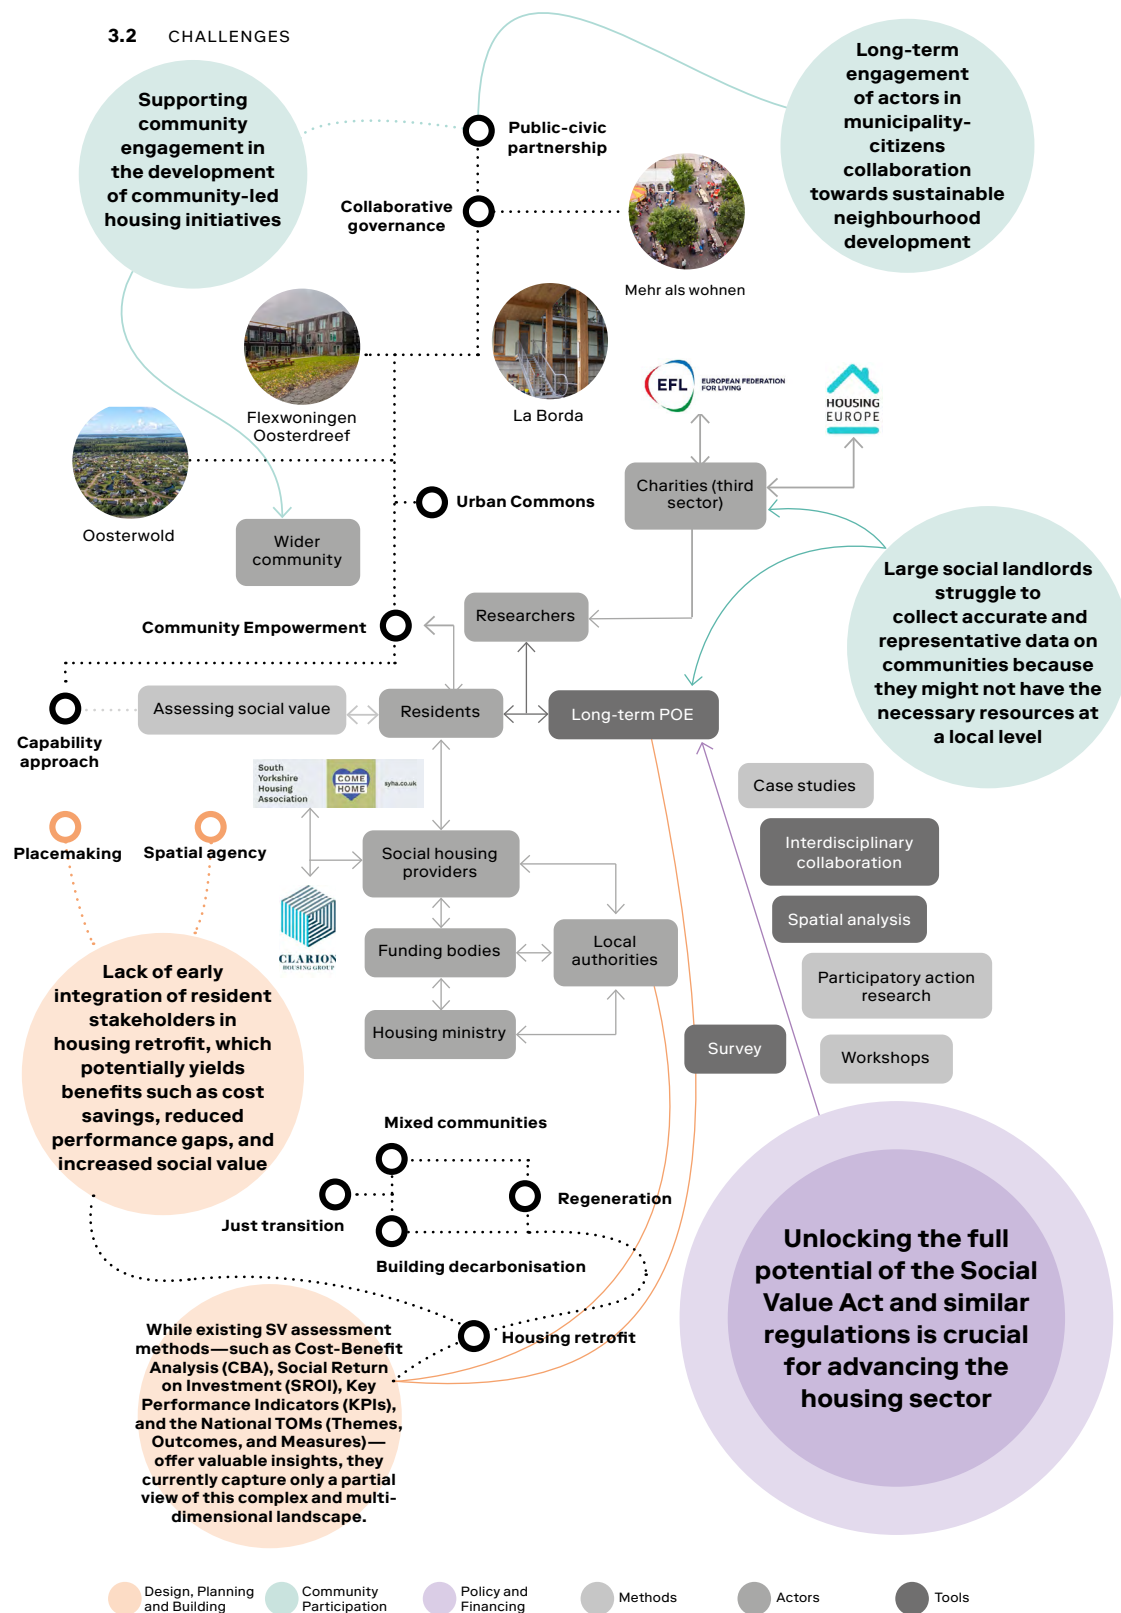 3.2 CHALLENGES
Supporting
community
engagement in
the development
of community-led
housing initiatives
Public-civic
partnership
Long-term
engagement
of actors in
municipality-
citizens
collaboration
towards sustainable
neighbourhood
development
Collaborative
governance
Mehr als wohnen
Flexwoningen
Oosterdreef
La Borda
EFL
EUROPEAN FEDERATION
FOR LIVING
HOUSING
EUROPE
Oosterwold
Urban Commons
Charities (third
sector)
Wider
community
Large social landlords
struggle to
collect accurate and
representative data on
communities because
they might not have the
necessary resources at
a local level
Researchers
Community Empowerment
Assessing social value
Residents
Long-term POE
Capability
approach
South
Yorkshire
Housing
Association
COME
HOME
syha.co.uk
Case studies
Placemaking
Spatial agency
Social housing
providers
Interdisciplinary
collaboration
Spatial analysis
CLARION
HOUSING GROUP
Funding bodies
Local
authorities
Participatory action
research
Lack of early
integration of resident
stakeholders in
housing retrofit, which
potentially yields
benefits such as cost
savings, reduced
performance gaps, and
increased social value
Housing ministry
Survey
Workshops
Mixed communities
Just transition
Regeneration
Building decarbonisation
Unlocking the full
potential of the Social
Value Act and similar
regulations is crucial
for advancing the
housing sector
Housing retrofit
While existing SV assessment
methods—such as Cost-Benefit
Analysis (CBA), Social Return
on Investment (SROI), Key
Performance Indicators (KPIs),
and the National TOMs (Themes,
Outcomes, and Measures)—
offer valuable insights, they
currently capture only a partial
view of this complex and multi-
dimensional landscape.
Design, Planning
and Building
Community
Participation
Policy and
Financing
Methods
Actors
Tools